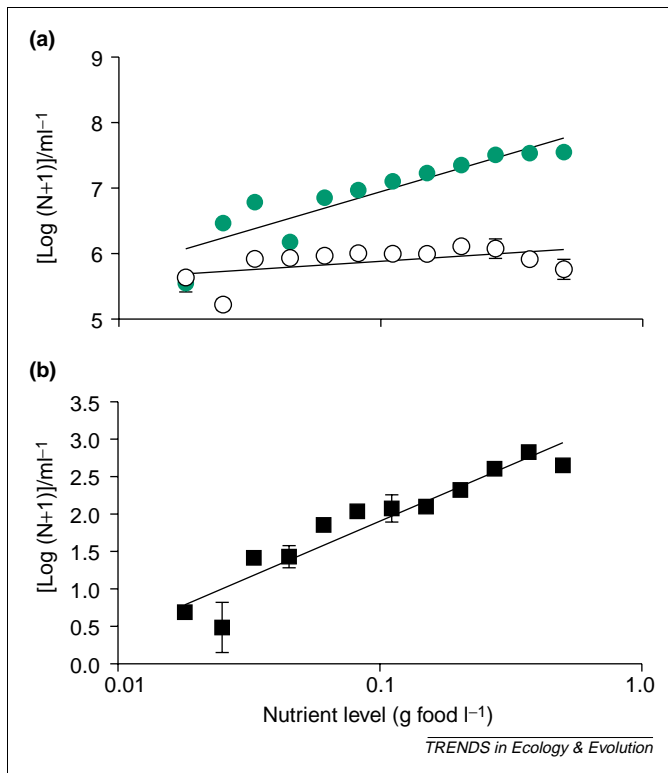 (a)
9
8
7
6
5
[Log (N+1)]/ml⁻¹
(b)
3.5
3.0
2.5
2.0
1.5
1.0
0.5
0.0
[Log (N+1)]/ml⁻¹
0.01 0.1 1.0
Nutrient level (g food l⁻¹)
TRENDS in Ecology & Evolution